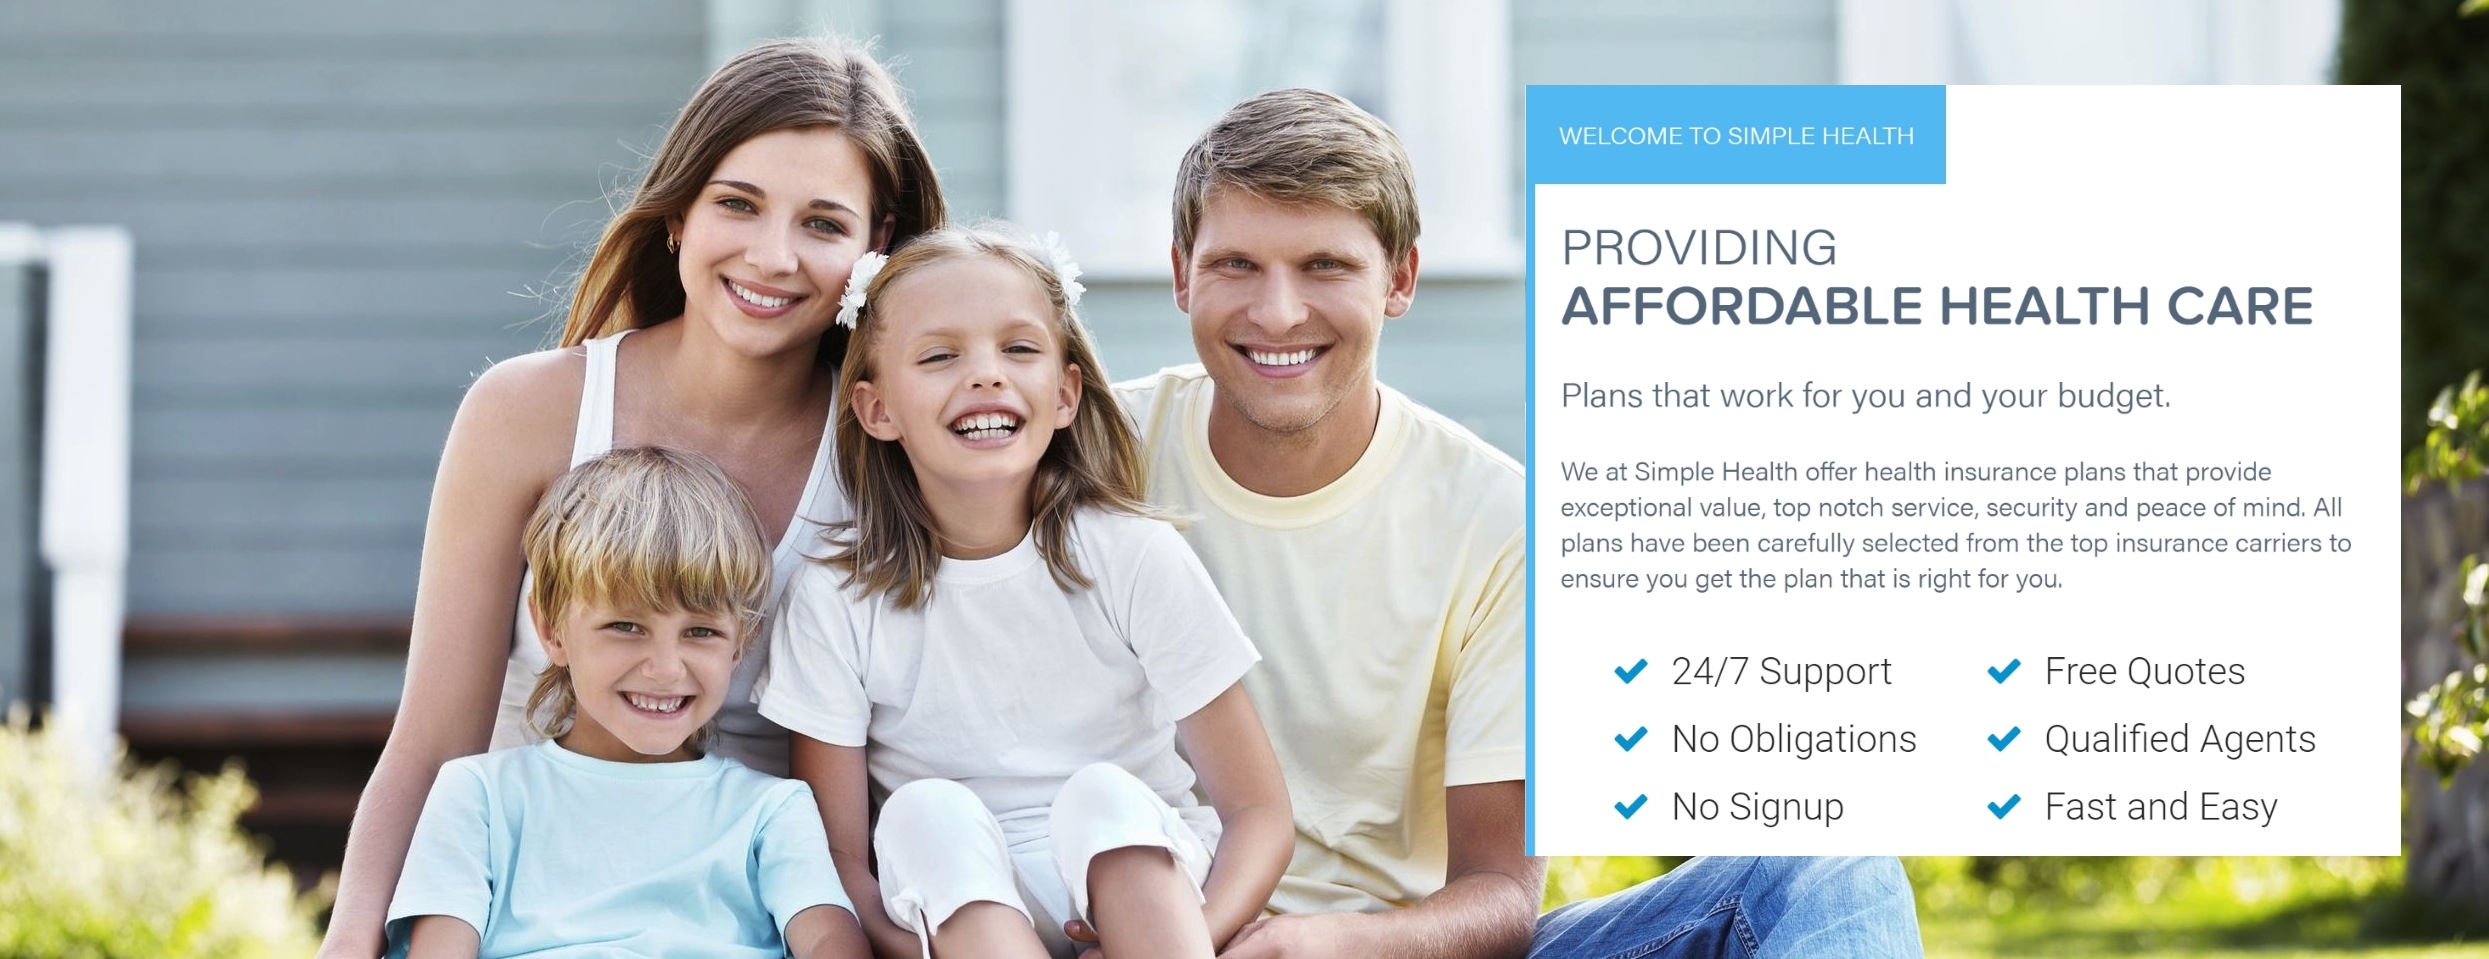 WELCOME TO SIMPLE HEALTH
PROVIDING
AFFORDABLE HEALTH CARE
Plans that work for you and your budget.
We at Simple Health offer health insurance plans that provide
exceptional value, top notch service, security and peace of mind. All
plans have been carefully selected from the top insurance carriers to
ensure you get the plan that is right for you.
24/7 Support
Free Quotes
No Obligations
Qualified Agents
No Signup
Fast and Easy